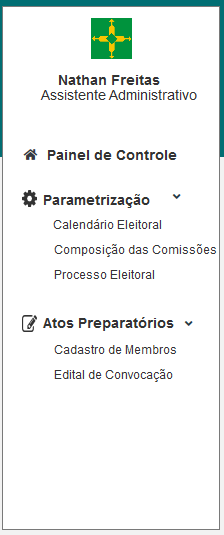 Nathan Freitas
Assistente Administrativo
Painel de Controle
Parametrização
Calendário Eleitoral
Composição das Comissões
Processo Eleitoral
Atos Preparatórios
Cadastro de Membros
Edital de Convocação